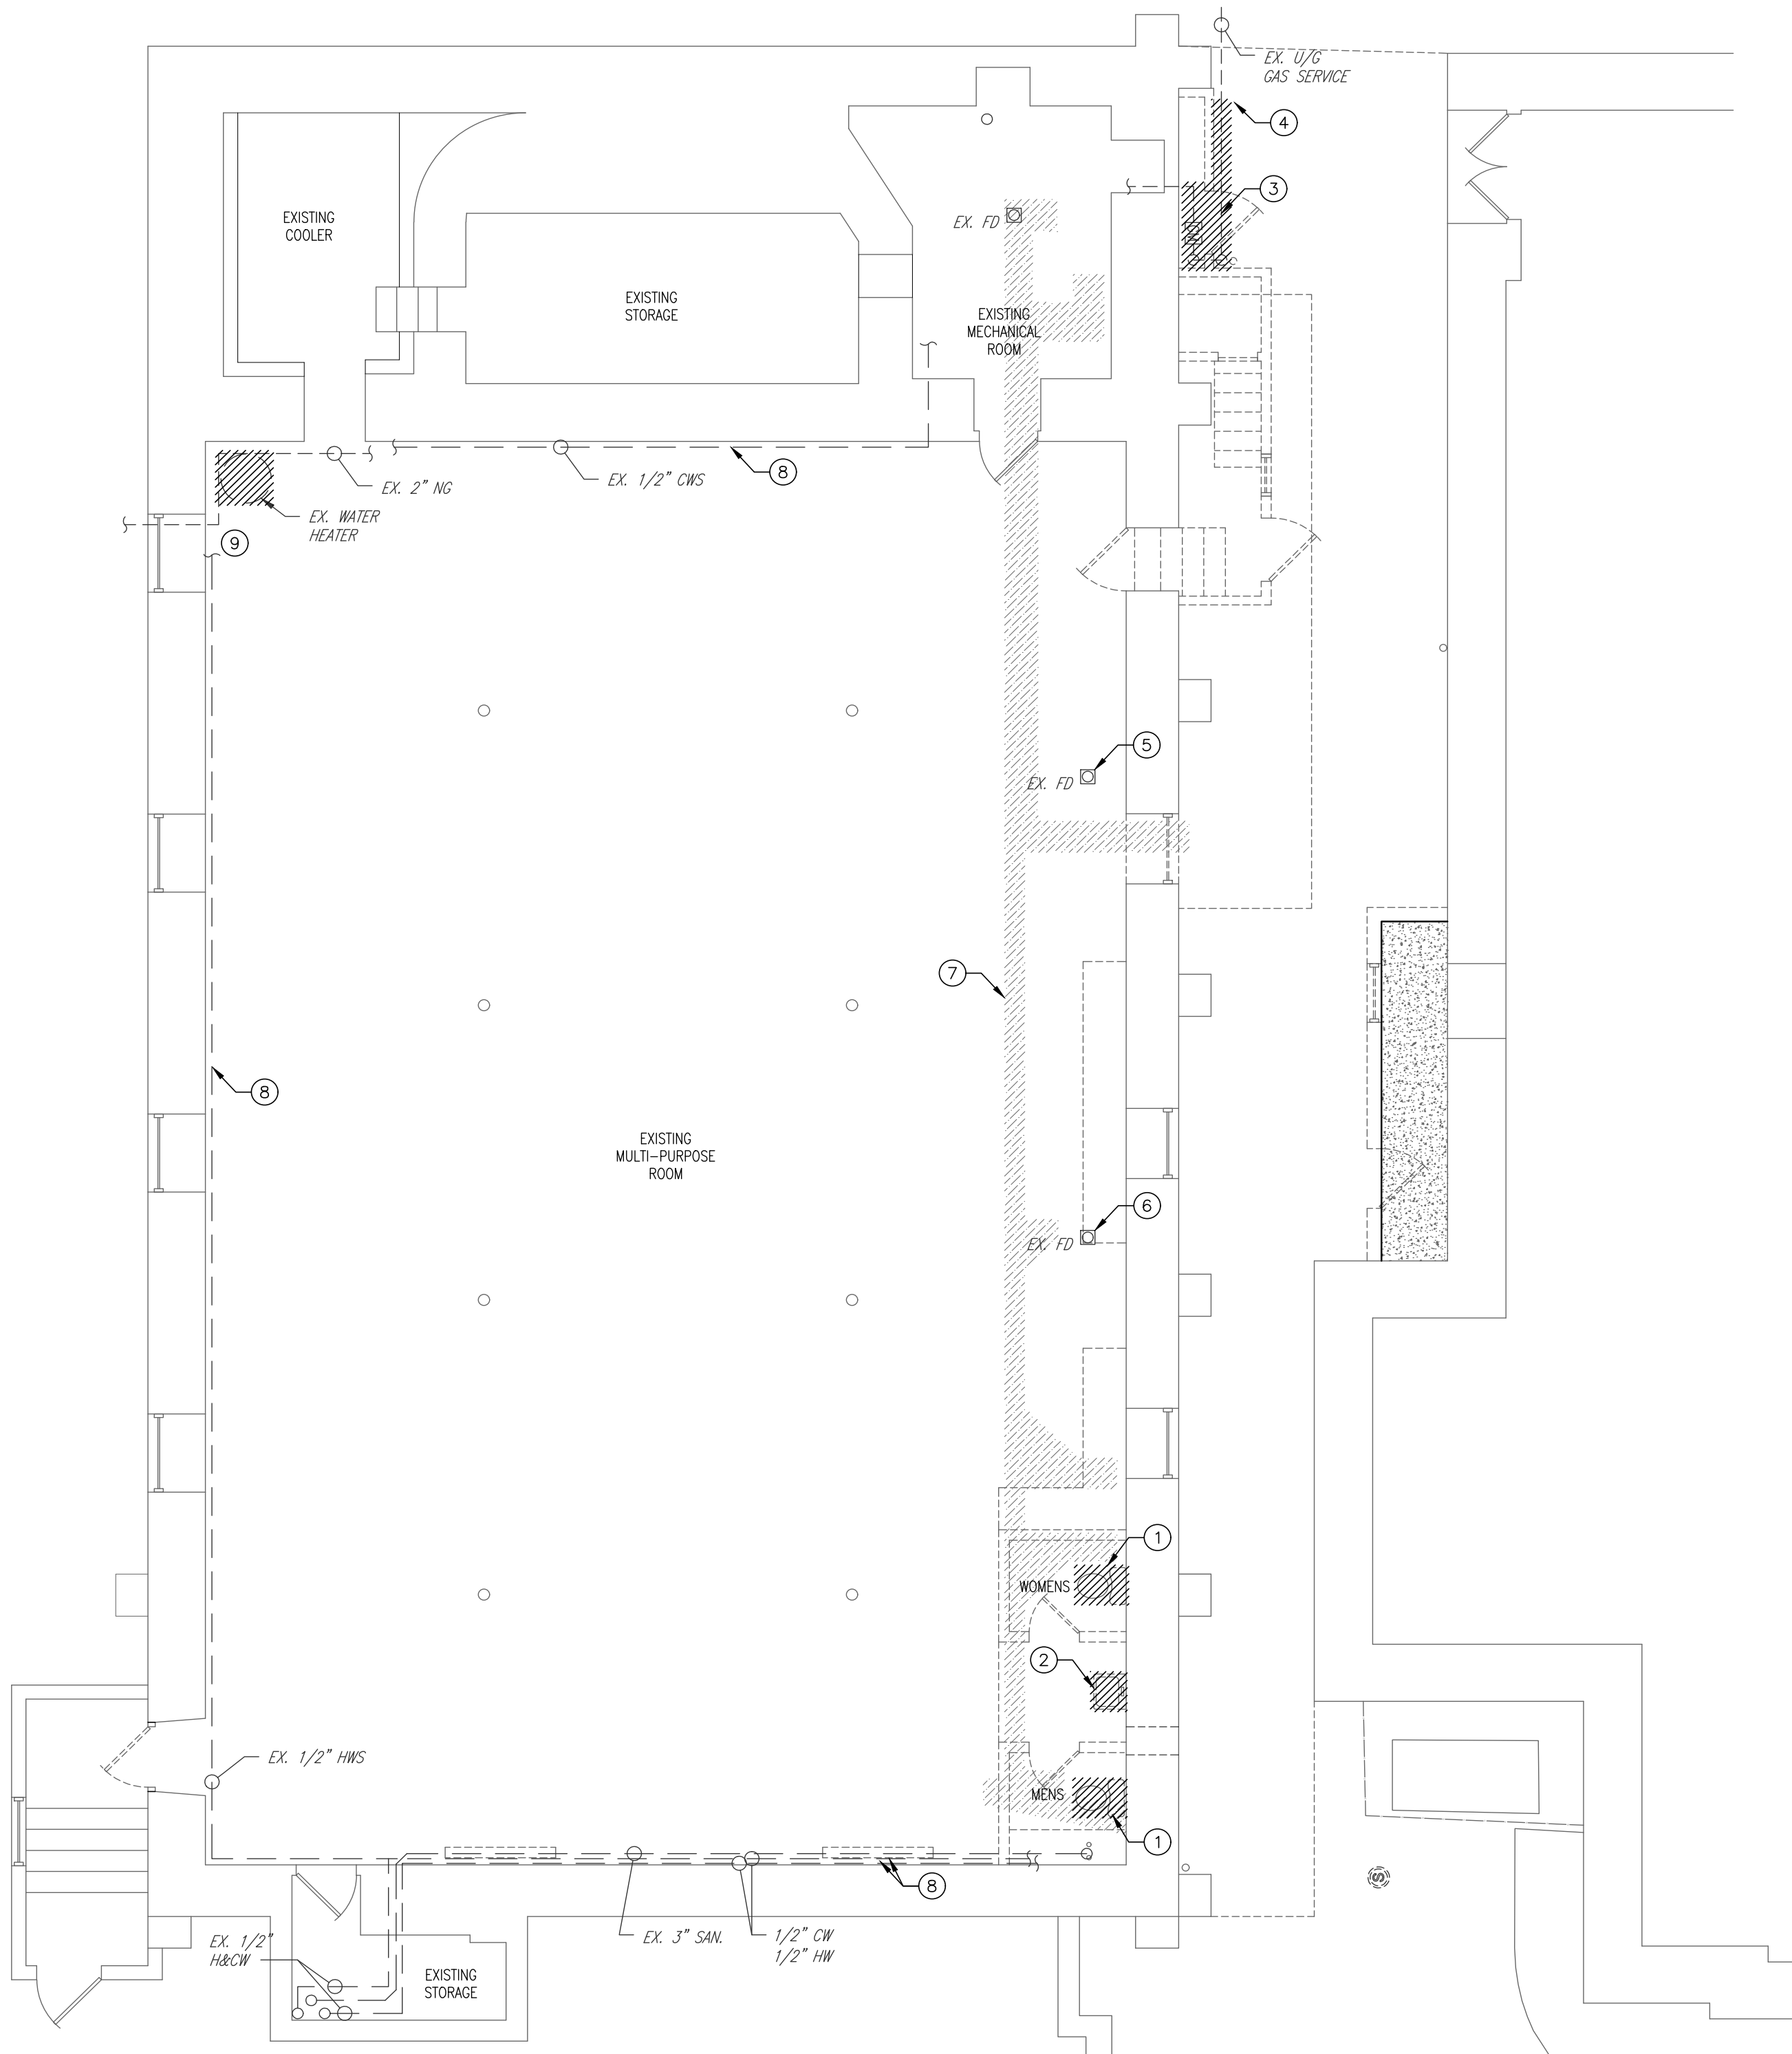 EX. U/G
GAS SERVICE
4
3
EXISTING
COOLER
EX. FD
EXISTING
STORAGE
EXISTING
MECHANICAL
ROOM
8
EX. 2" NG
EX. 1/2" CWS
EX. WATER
HEATER
9
5
EX. FD
7
8
EXISTING
MULTI-PURPOSE
ROOM
6
EX. FD
1
WOMENS
2
EX. 1/2" HWS
MENS
1
8
EX. 3" SAN.
1/2" CW
1/2" HW
EX. 1/2"
H&CW
EXISTING
STORAGE
S